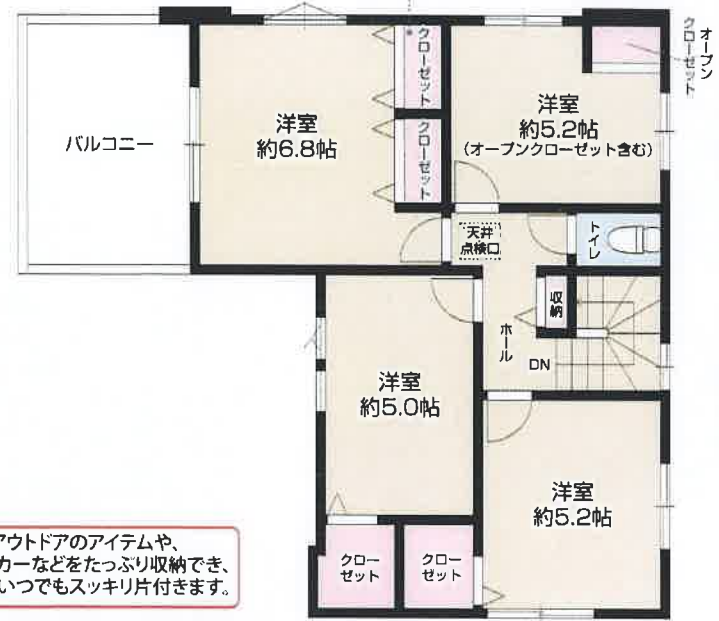 オープン
クローゼット
クローゼット
洋室
約5.2帖
(オープンクローゼット含む)
洋室
約6.8帖
バルコニー
クローゼット
天井
点検口
トイレ
収納
ホール
DN
洋室
約5.0帖
洋室
約5.2帖
クロー
ゼット
クロー
ゼット
アウトドアのアイテムや、
カーなどをたっぷり収納でき、
いつでもスッキリ片付きます。